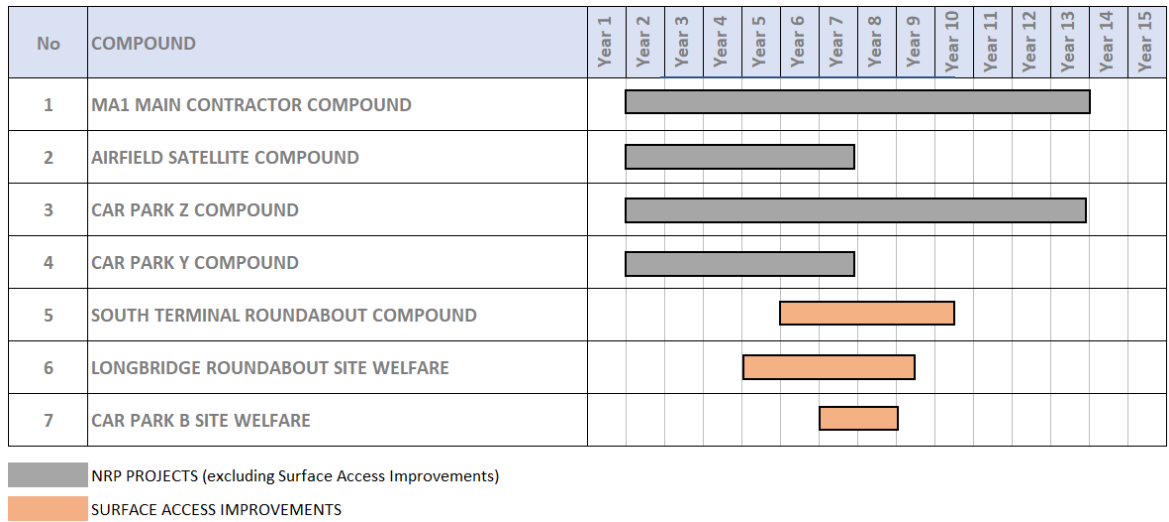 No COMPOUND Year 1 Year 2 Year 3 Year 4 Year 5 Year 6 Year 7 Year 8 Year 9 Year 10 Year 11 Year 12 Year 13 Year 14 Year 15
1 MA1 MAIN CONTRACTOR COMPOUND
2 AIRFIELD SATELLITE COMPOUND
3 CAR PARK Z COMPOUND
4 CAR PARK Y COMPOUND
5 SOUTH TERMINAL ROUNDABOUT COMPOUND
6 LONGBRIDGE ROUNDABOUT SITE WELFARE
7 CAR PARK B SITE WELFARE
NRP PROJECTS (excluding Surface Access Improvements)
SURFACE ACCESS IMPROVEMENTS